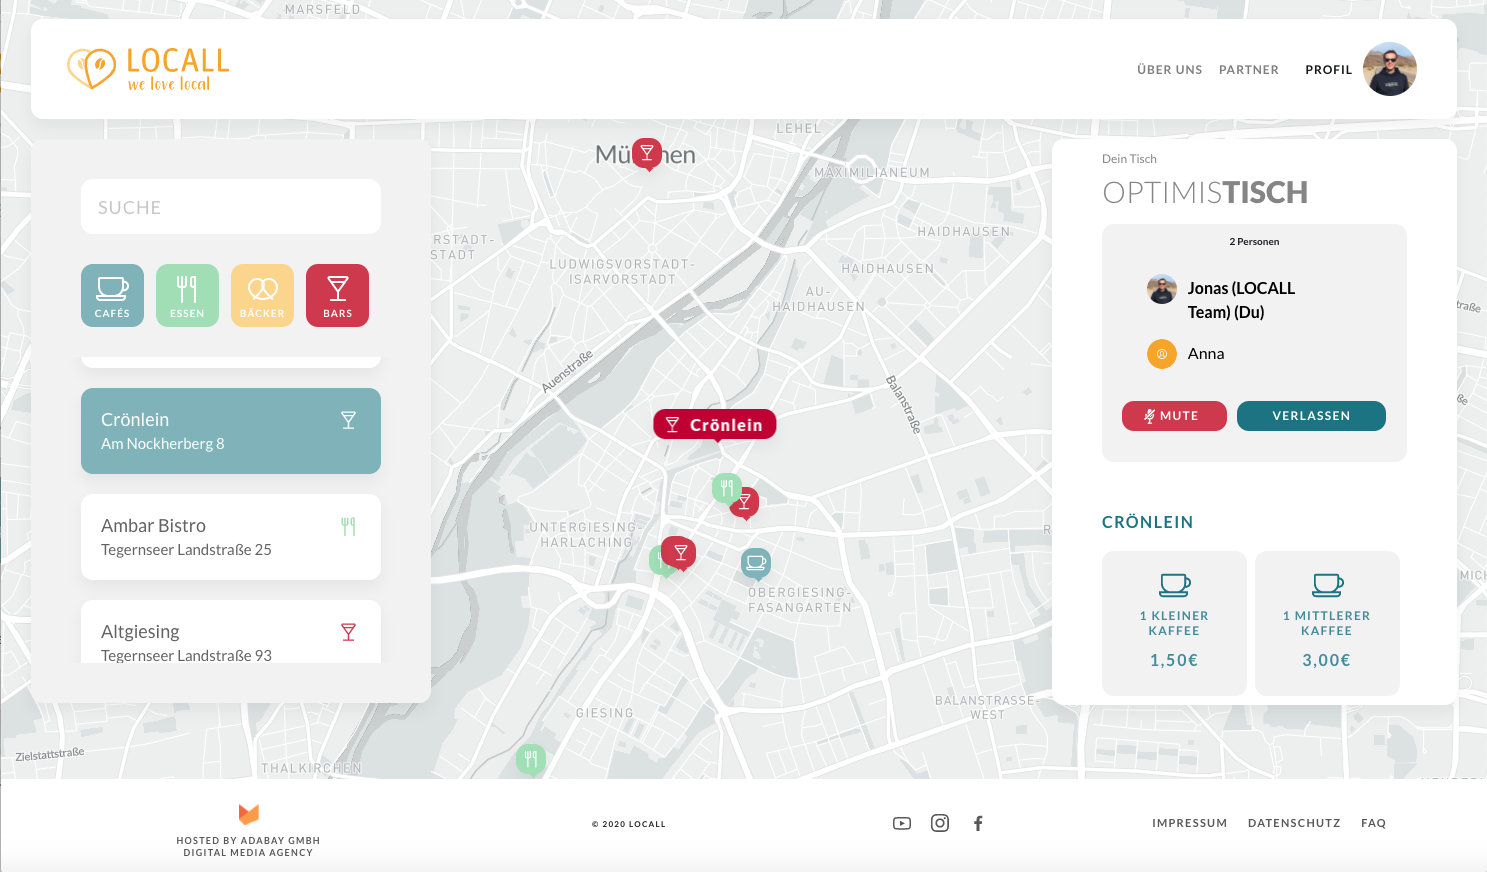 MARSFELD
LOCALL
we love local
ÜBER UNS
PARTNER
PROFIL
LEHEL
MAXIMILIANEUM
HAIDHAUSEN
RSTADT-
STADT
LUDWIGSVORSTADT-
ISARVORSTADT
HAIDHAUSEN
AU-
HAIDHAUSEN
Auenstraße
Balanstraße
UNTERGIESING-
HARLACHING
OBERGIESING-
FASANGARTEN
GIESING
BALANSTRASSE-
WEST
Zielstattstraße
THALKIRCHEN
SUCHE
CAFÉS
ESSEN
BÄCKER
BARS
Crönlein
Am Nockherberg 8
Ambar Bistro
Tegernseer Landstraße 25
Altgiesing
Tegernseer Landstraße 93
Crönlein
Dein Tisch
OPTIMISTISCH
2 Personen
Jonas (LOCALL
Team) (Du)
Anna
MUTE
VERLASSEN
CRÖNLEIN
1 KLEINER
KAFFEE
1,50€
1 MITTLERER
KAFFEE
3,00€
HOSTED BY ADABAY GMBH
DIGITAL MEDIA AGENCY
© 2020 LOCALL
IMPRESSUM
DATENSCHUTZ
FAQ